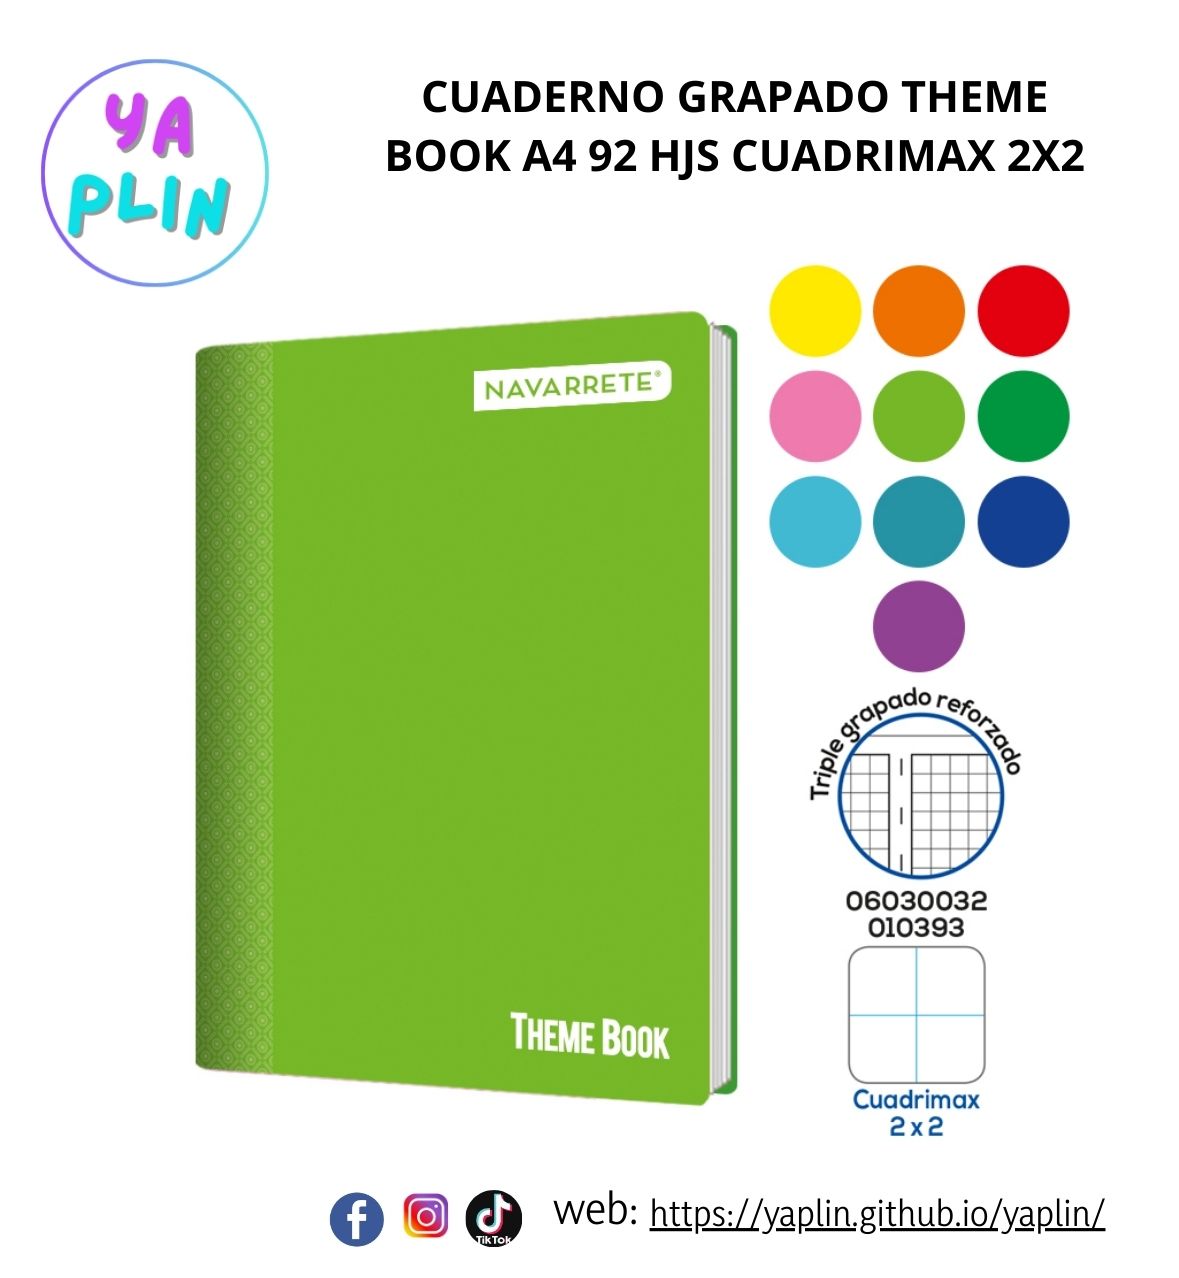 YA
PLIN
CUADERNO GRAPADO THEME
BOOK A4 92 HJS CUADRIMAX 2X2
NAVARRETE®
THEME BOOK
Triple grapado reforzado
06030032
010393
Cuadrimax
2 x 2
TikTok
web: https://yaplin.github.io/yaplin/